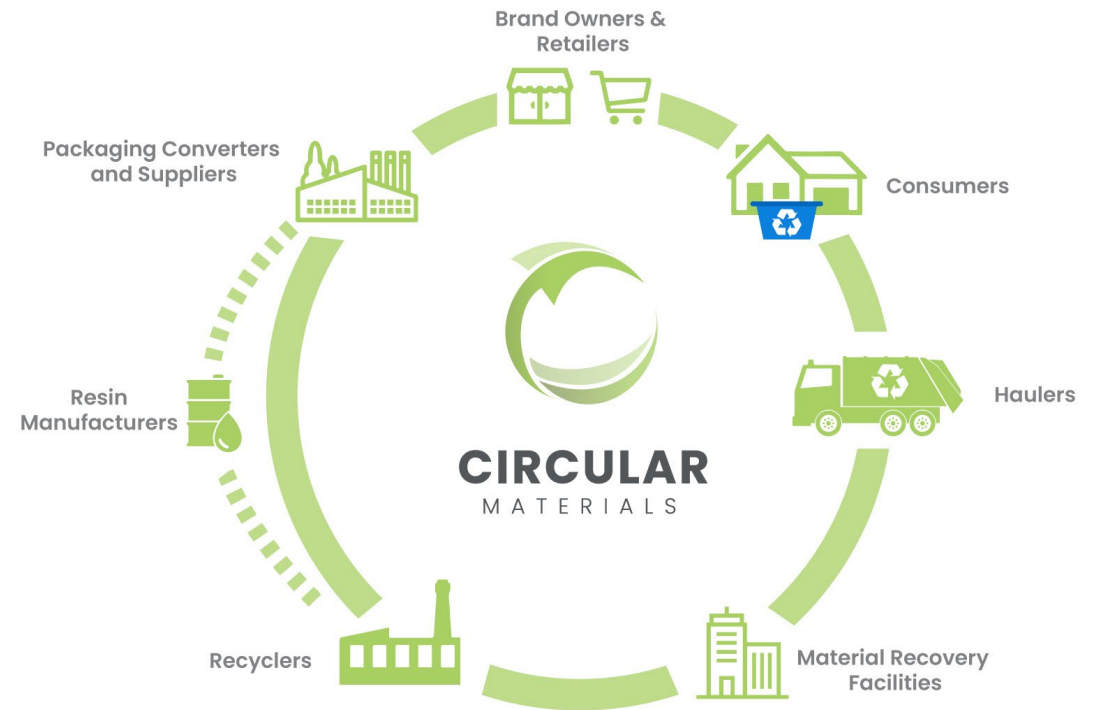 Brand Owners &
Retailers
Packaging Converters
and Suppliers
Consumers
Resin
Manufacturers
Haulers
CIRCULAR
MATERIALS
Recyclers
Material Recovery
Facilities